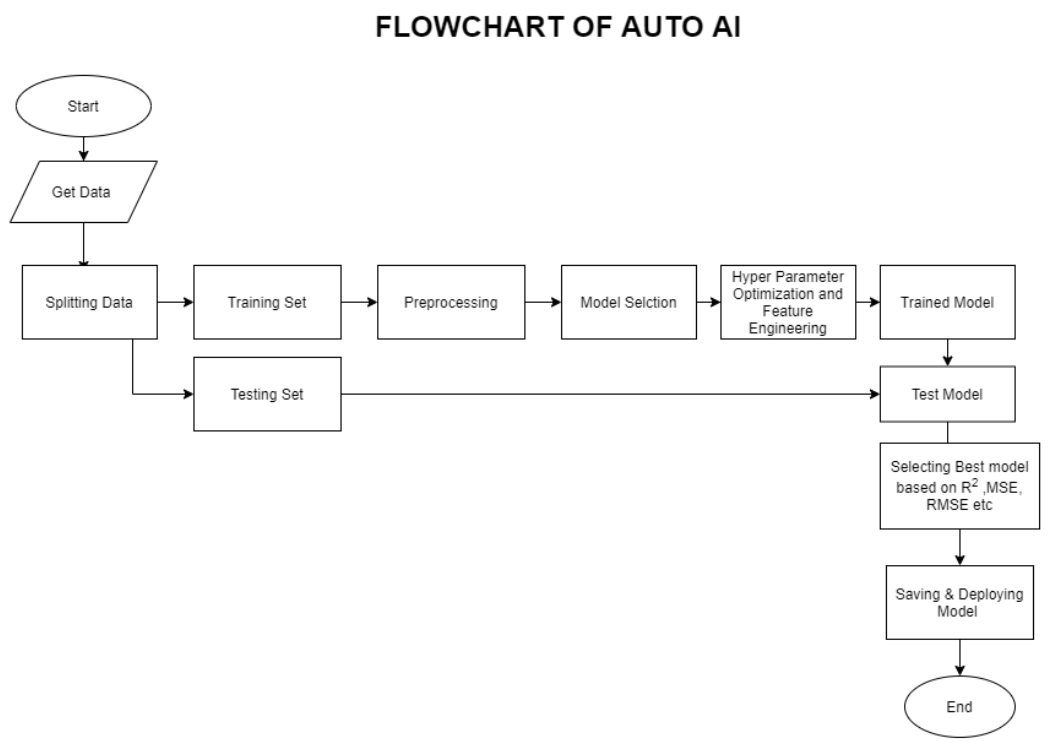 FLOWCHART OF AUTO AI
Start
Get Data
Splitting Data
Training Set
Preprocessing
Model Selction
Hyper Parameter
Optimization and
Feature
Engineering
Trained Model
Testing Set
Test Model
Selecting Best model
based on R² ,MSE,
RMSE etc
Saving & Deploying
Model
End